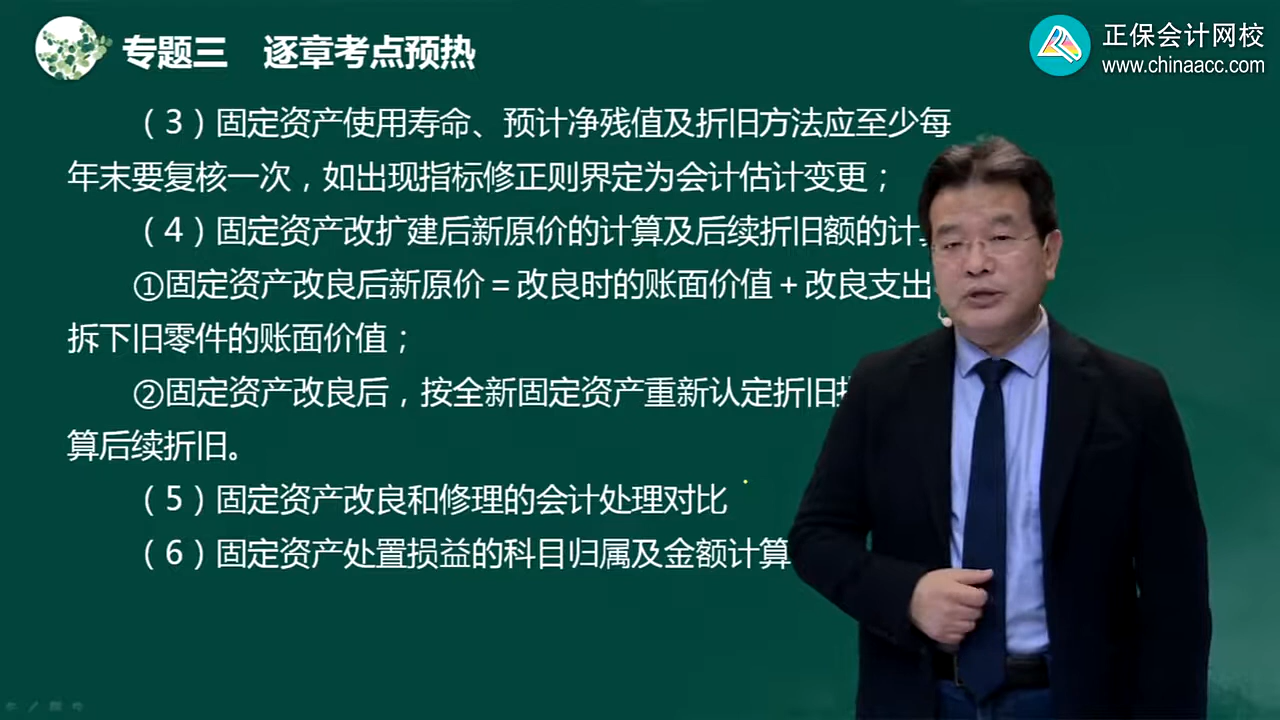 专题三 逐章考点预热
正保会计网校
www.chinaacc.com
（3）固定资产使用寿命、预计净残值及折旧方法应至少每
年末要复核一次，如出现指标修正则界定为会计估计变更；
（4）固定资产改扩建后新原价的计算及后续折旧额的计
①固定资产改良后新原价＝改良时的账面价值＋改良支出
拆下旧零件的账面价值；
②固定资产改良后，按全新固定资产重新认定折旧
算后续折旧。
（5）固定资产改良和修理的会计处理对比
（6）固定资产处置损益的科目归属及金额计算